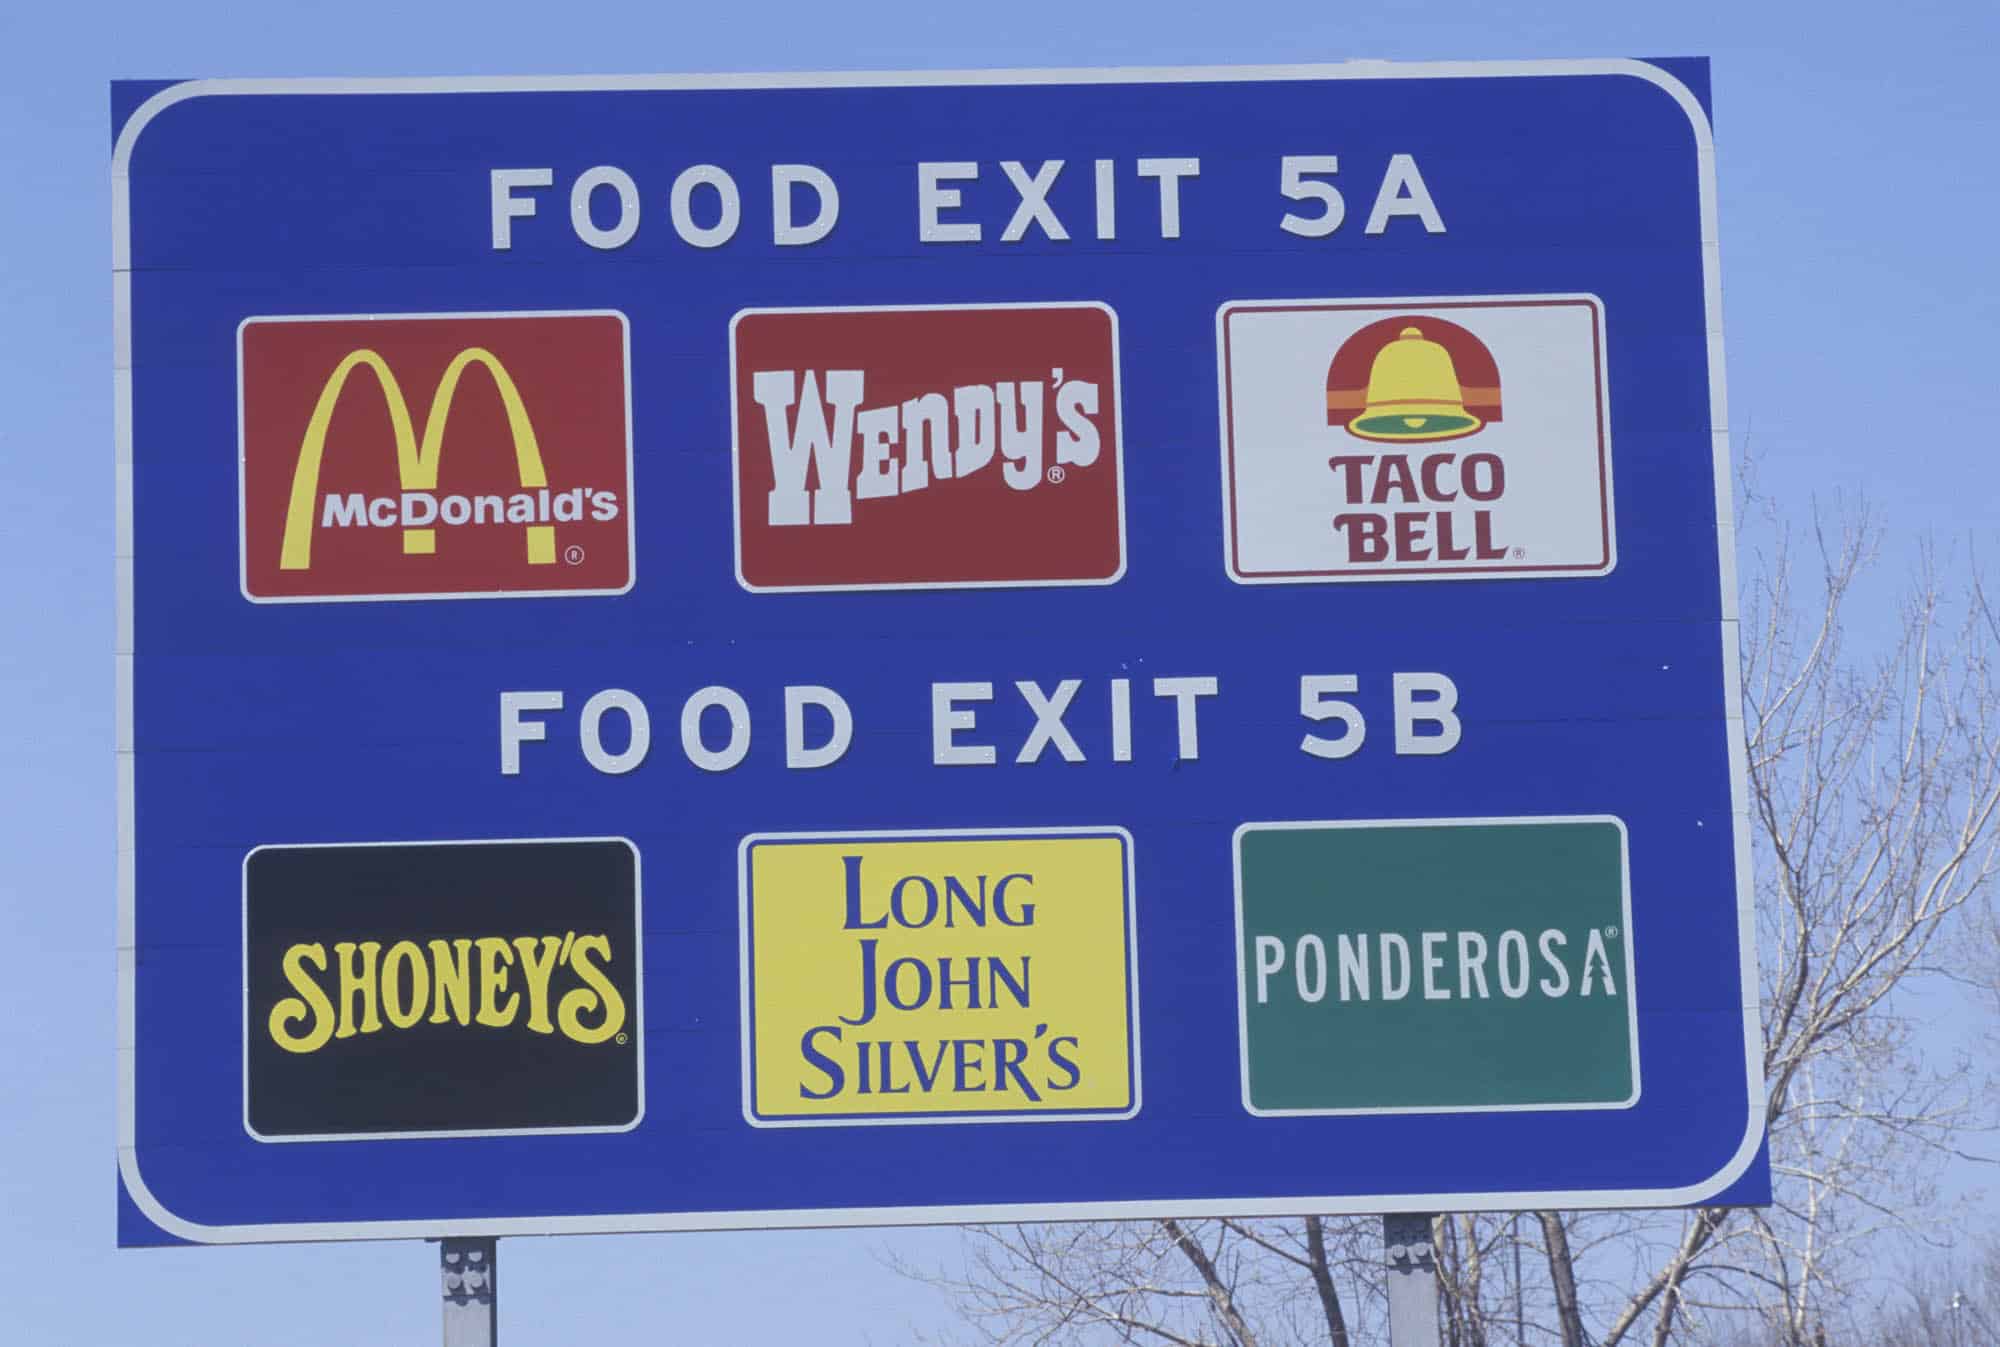 FOOD EXIT 5A
McDonald's ®
WENDY'S ®
TACO
BELL ®
FOOD EXIT 5B
SHONEY'S ®
LONG
JOHN
SILVER'S
PONDEROSA ®